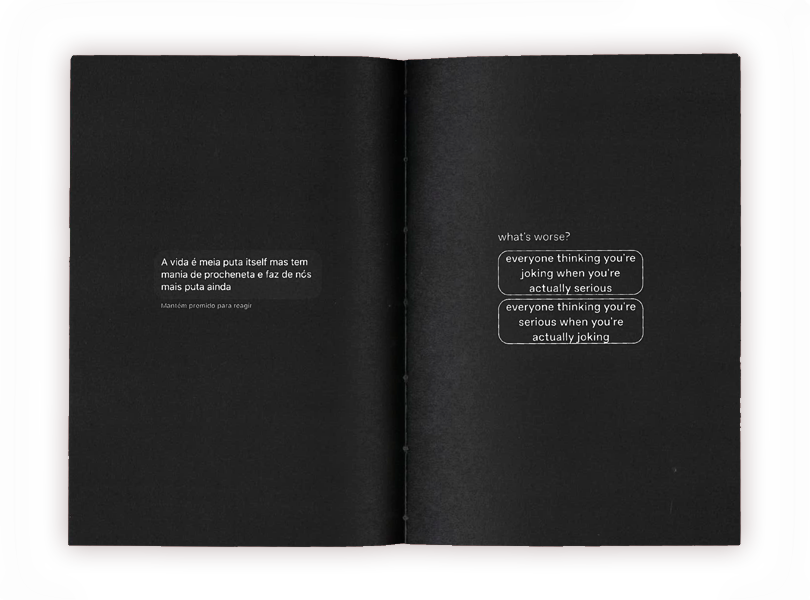 A vida é meia puta itself mas tem
mania de procheneta e faz de nós
mais puta ainda
Mantém premido para reagir
what's worse?
everyone thinking you're
joking when you're
actually serious
everyone thinking you're
serious when you're
actually joking